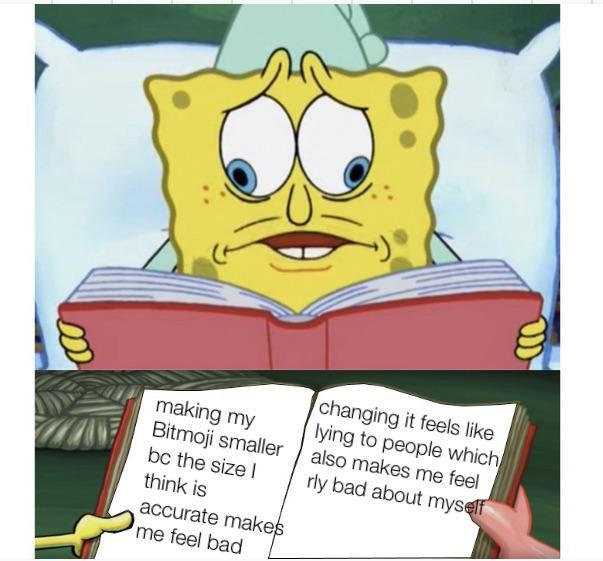 making my
Bitmoji smaller
bc the size I
think is
accurate makes
me feel bad
changing it feels like
lying to people which
also makes me feel
rly bad about myself